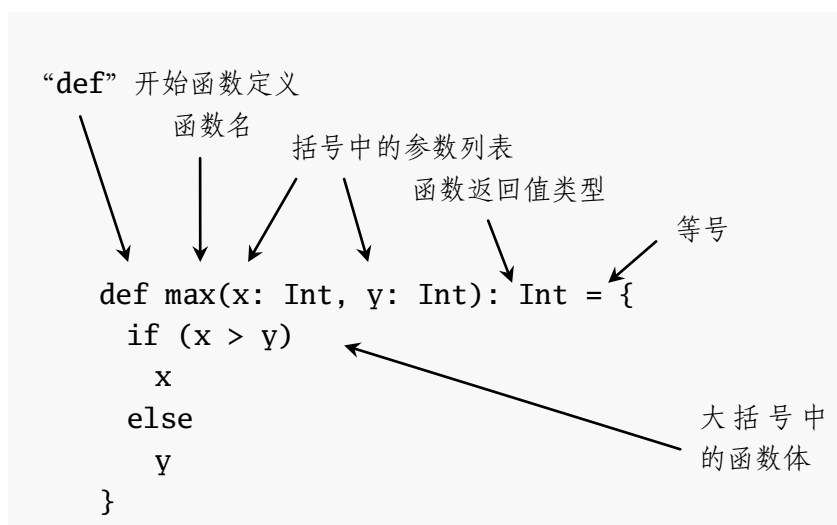 “def” 开始函数定义
函数名
括号中的参数列表
函数返回值类型
等号
def max(x: Int, y: Int): Int = {
if (x > y)
x
else
y
}
大括号中
的函数体